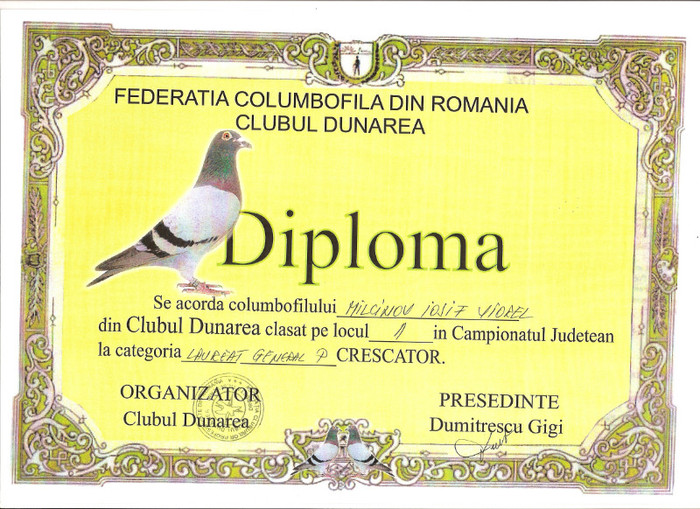 FEDERATIA COLUMBOFILA DIN ROMANIA
CLUBUL DUNAREA
Diploma
Se acorda columbofilului MILCINOV IOSIF VIOREL
din Clubul Dunarea clasat pe locul 1 in Campionatul Judetean
la categoria LAUREAT GENERAL P CRESCATOR.
ORGANIZATOR
Clubul Dunarea
PRESEDINTE
Dumitrescu Gigi